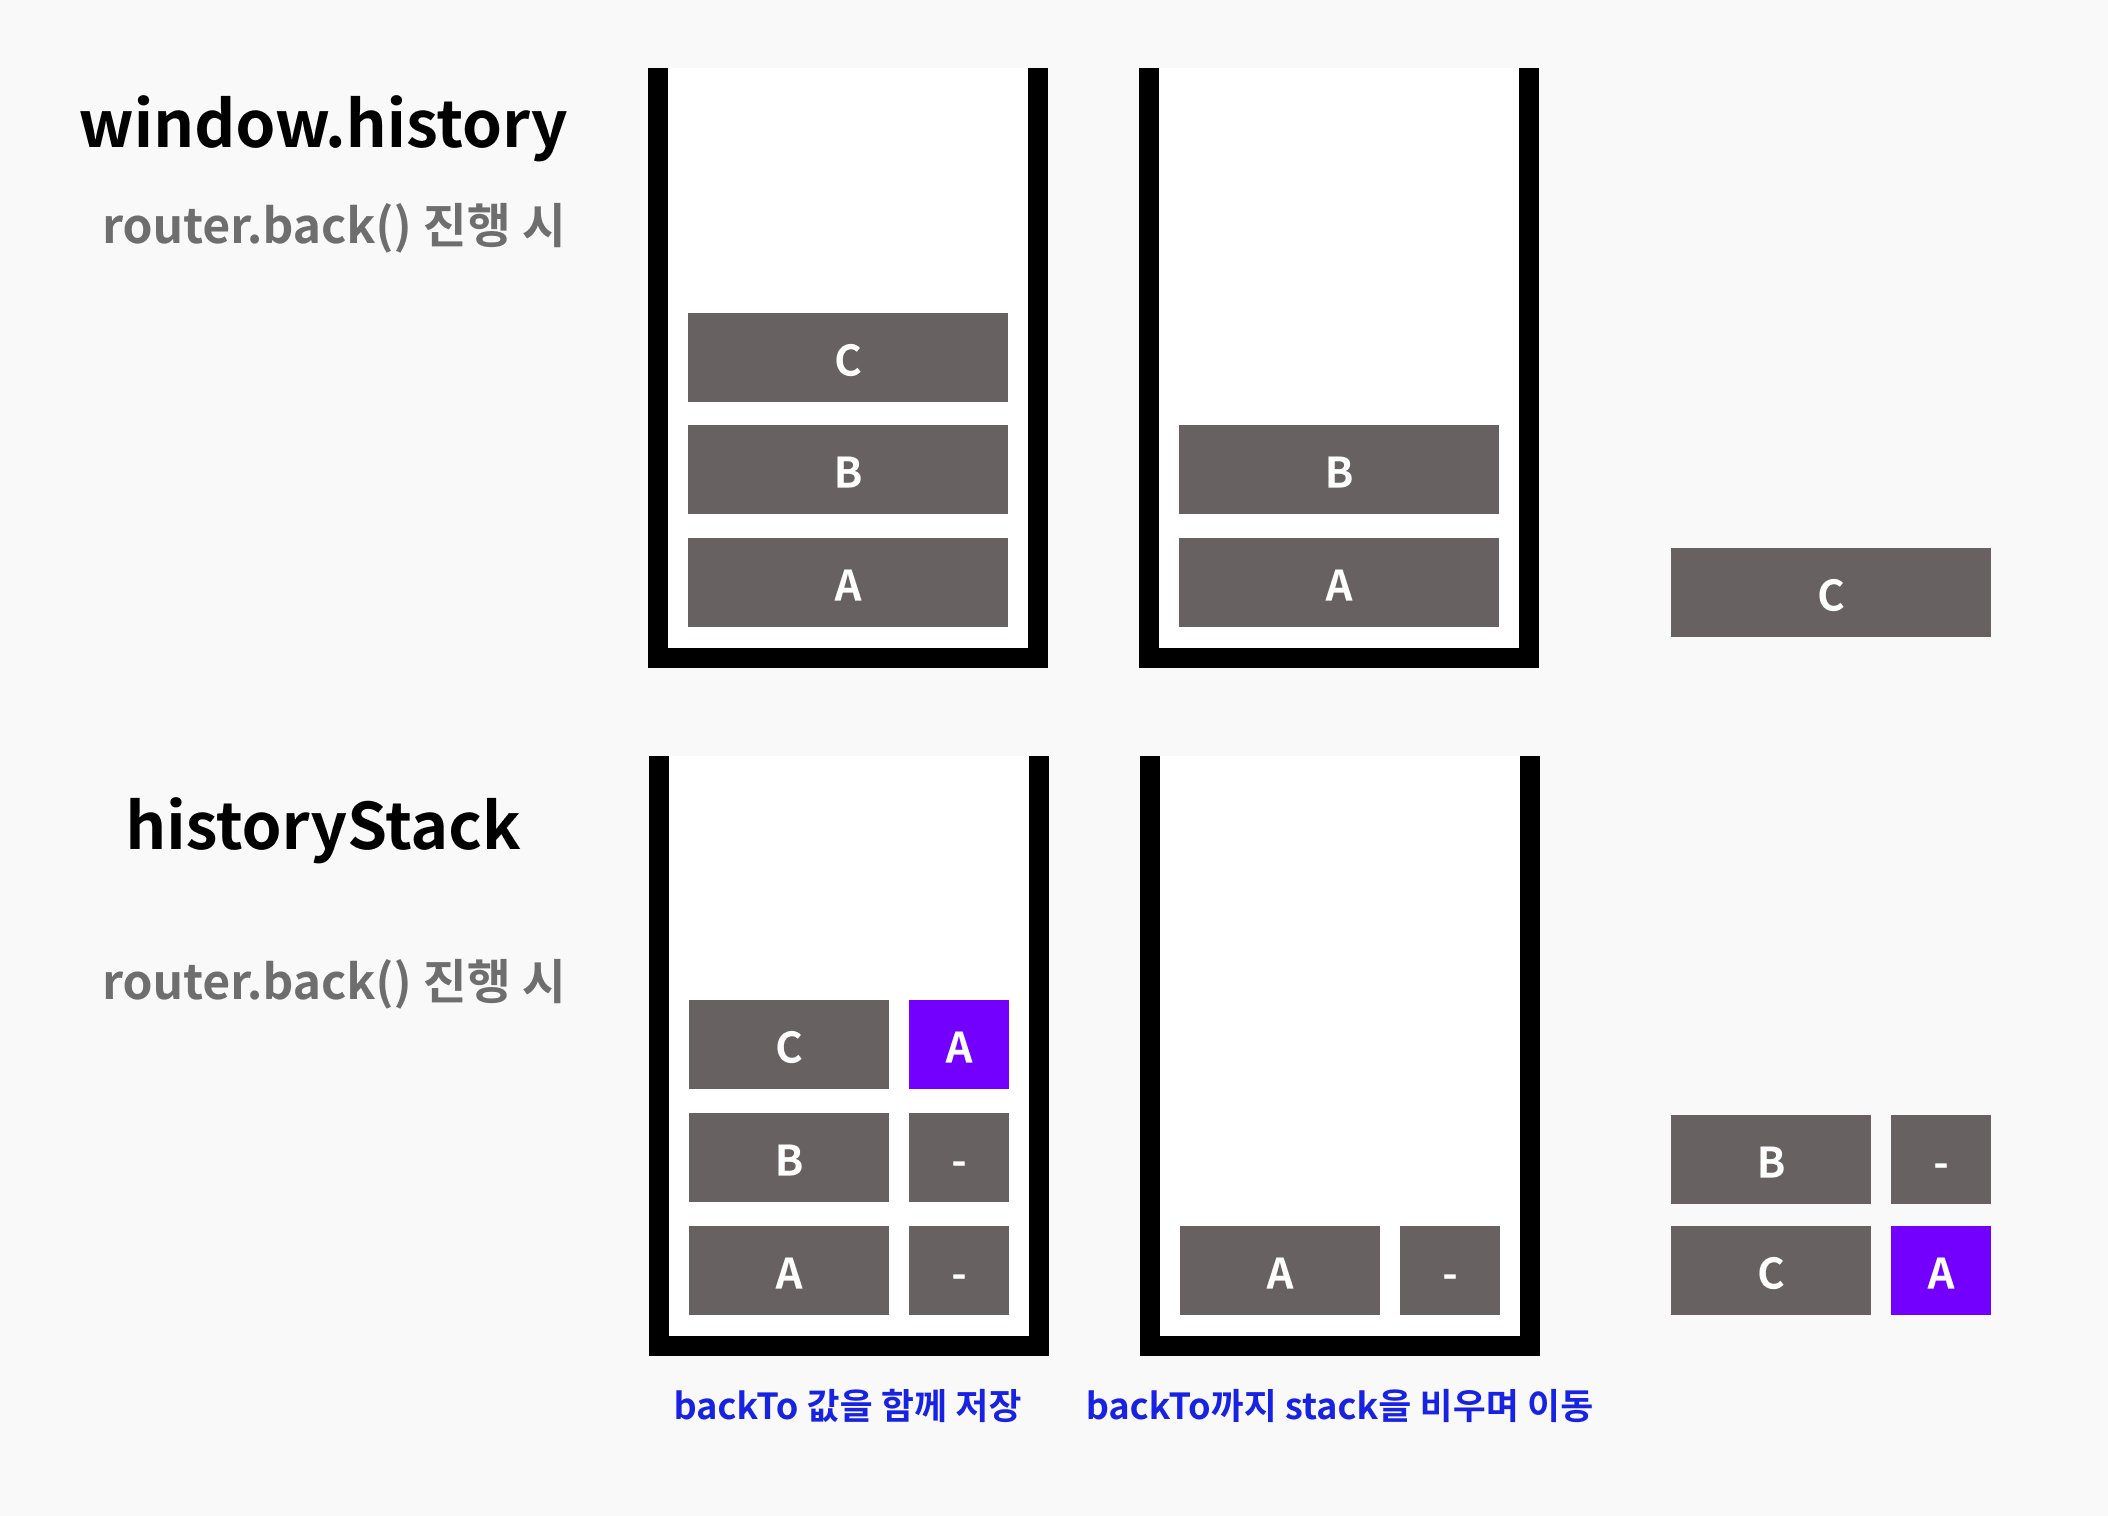 window.history
router.back() 진행 시
C
B
A
B
A
C
historyStack
router.back() 진행 시
C A
B -
A -
A -
B -
C A
backTo 값을 함께 저장
backTo까지 stack을 비우며 이동